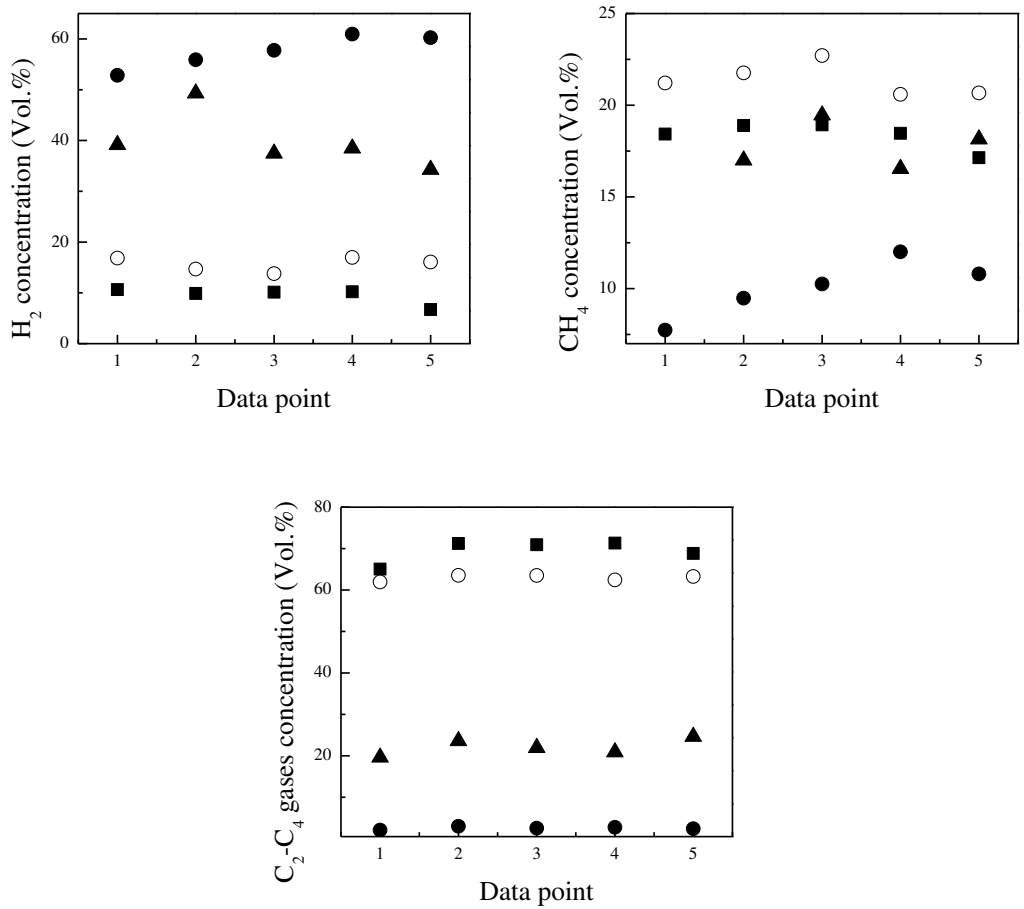 60
40
20
0
H₂ concentration (Vol.%)
1 2 3 4 5
Data point
25
20
15
10
CH₄ concentration (Vol.%)
1 2 3 4 5
Data point
80
60
40
20
C₂-C₄ gases concentration (Vol.%)
1 2 3 4 5
Data point